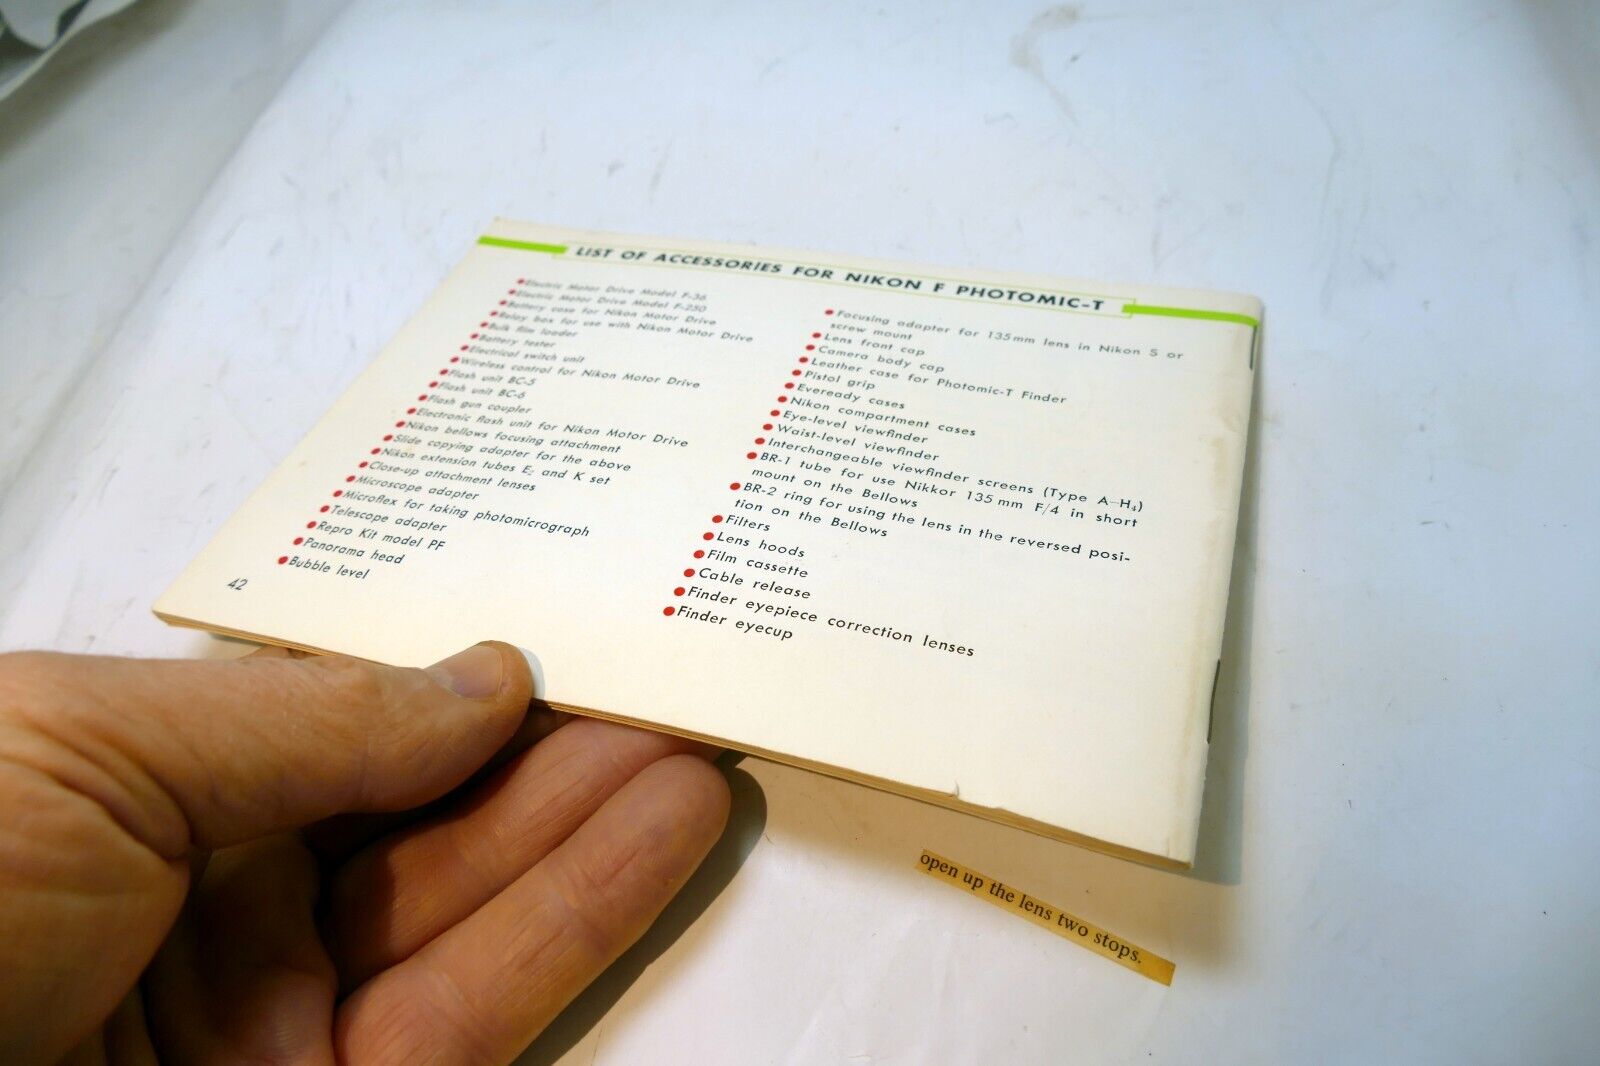 LIST OF ACCESSORIES FOR NIKON F PHOTOMIC-T
Electric Motor Drive Model F-36
Electric Motor Drive Model F-250
Battery case for Nikon Motor Drive
Relay box for use with Nikon Motor Drive
Bulk film loader
Battery tester
Electrical switch unit
Wireless control for Nikon Motor Drive
Flash unit BC-5
Flash unit BC-6
Flash gun coupler
Electronic flash unit for Nikon Motor Drive
Nikon bellows focusing attachment
Slide copying adapter for the above
Nikon extension tubes E₂ and K set
Close-up attachment lenses
Microscope adapter
Microflex for taking photomicrograph
Telescope adapter
Repro Kit model PF
Panorama head
Bubble level
42
Focusing adapter for 135mm lens in Nikon S or
screw mount
Lens front cap
Camera body cap
Leather case for Photomic-T Finder
Pistol grip
Eveready cases
Nikon compartment cases
Eye-level viewfinder
Waist-level viewfinder
Interchangeable viewfinder screens (Type A-H₄)
BR-1 tube for use Nikkor 135mm F/4 in short
mount on the Bellows
BR-2 ring for using the lens in the reversed posi-
tion on the Bellows
Filters
Lens hoods
Film cassette
Cable release
Finder eyepiece correction lenses
Finder eyecup
open up the lens two stops.